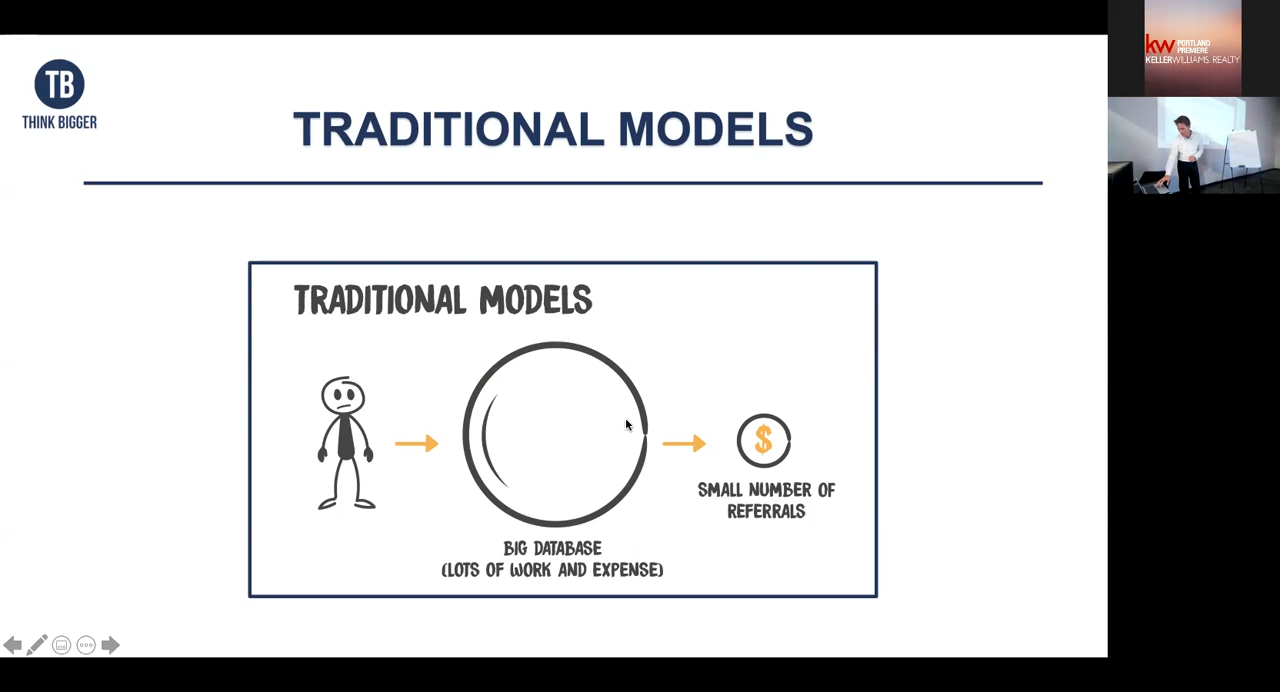 TB
THINK BIGGER
TRADITIONAL MODELS
TRADITIONAL MODELS
$
BIG DATABASE
(LOTS OF WORK AND EXPENSE)
SMALL NUMBER OF
REFERRALS
kw PORTLAND
PREMIERE
KELLERWILLIAMS. REALTY